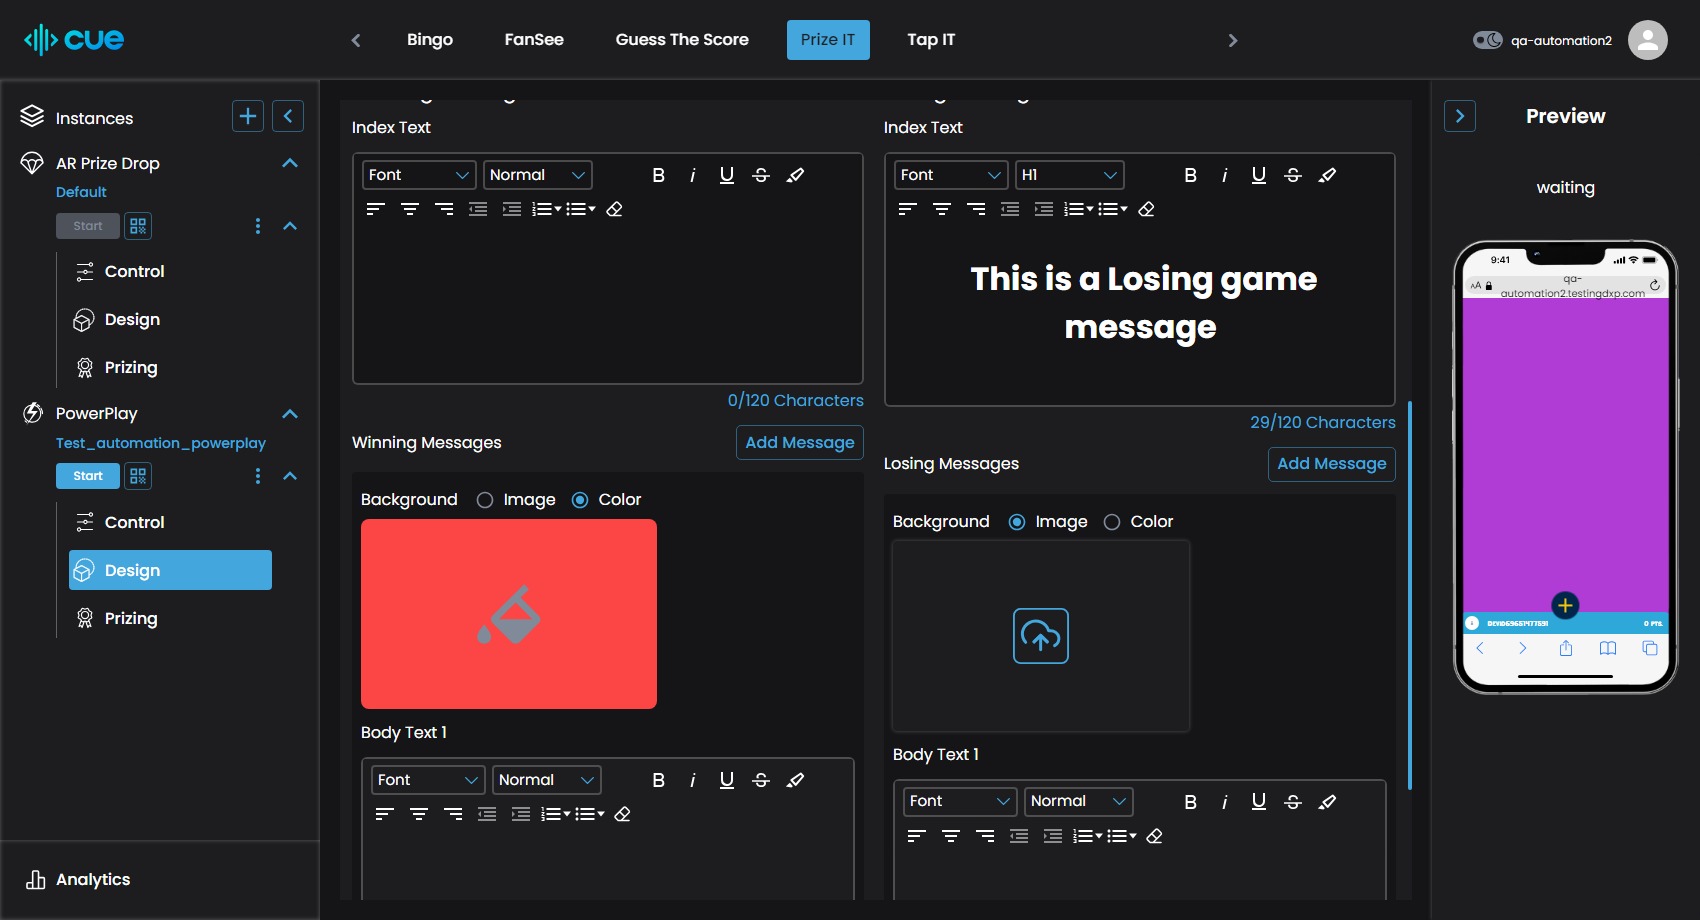 cue
Bingo
FanSee
Guess The Score
Prize IT
Tap IT
qa-automation2
Instances
AR Prize Drop
Default
Start
Control
Design
Prizing
PowerPlay
Test_automation_powerplay
Start
Control
Design
Prizing
Analytics
Index Text
Font
Normal
B i U S
0/120 Characters
Winning Messages
Add Message
Background
Image
Color
Body Text 1
Font
Normal
B i U S
Index Text
Font
H1
B i U S
This is a Losing game
message
29/120 Characters
Losing Messages
Add Message
Background
Image
Color
Body Text 1
Font
Normal
B i U S
Preview
waiting
9:41
AA
qa-
automation2.testingdxp.com
0 PTS.